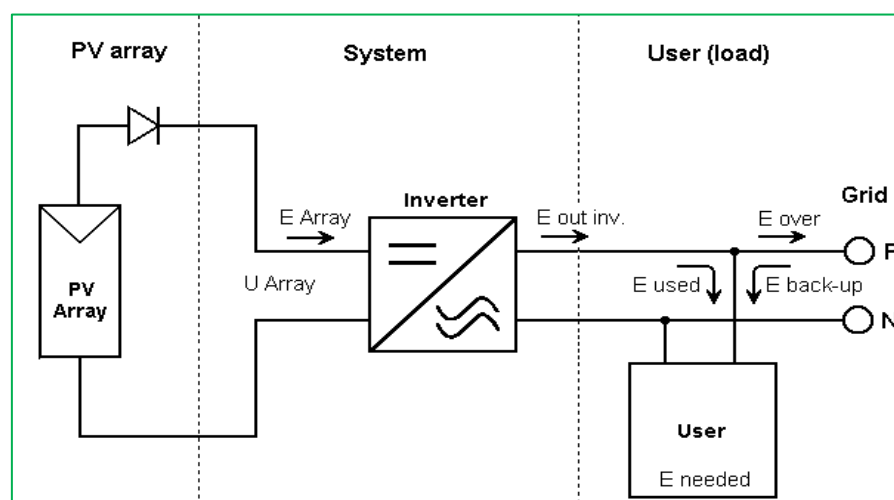 PV array
System
User (load)
Inverter
Grid
E Array
E out inv.
E over
P
U Array
E used
E back-up
PV
Array
N
User
E needed